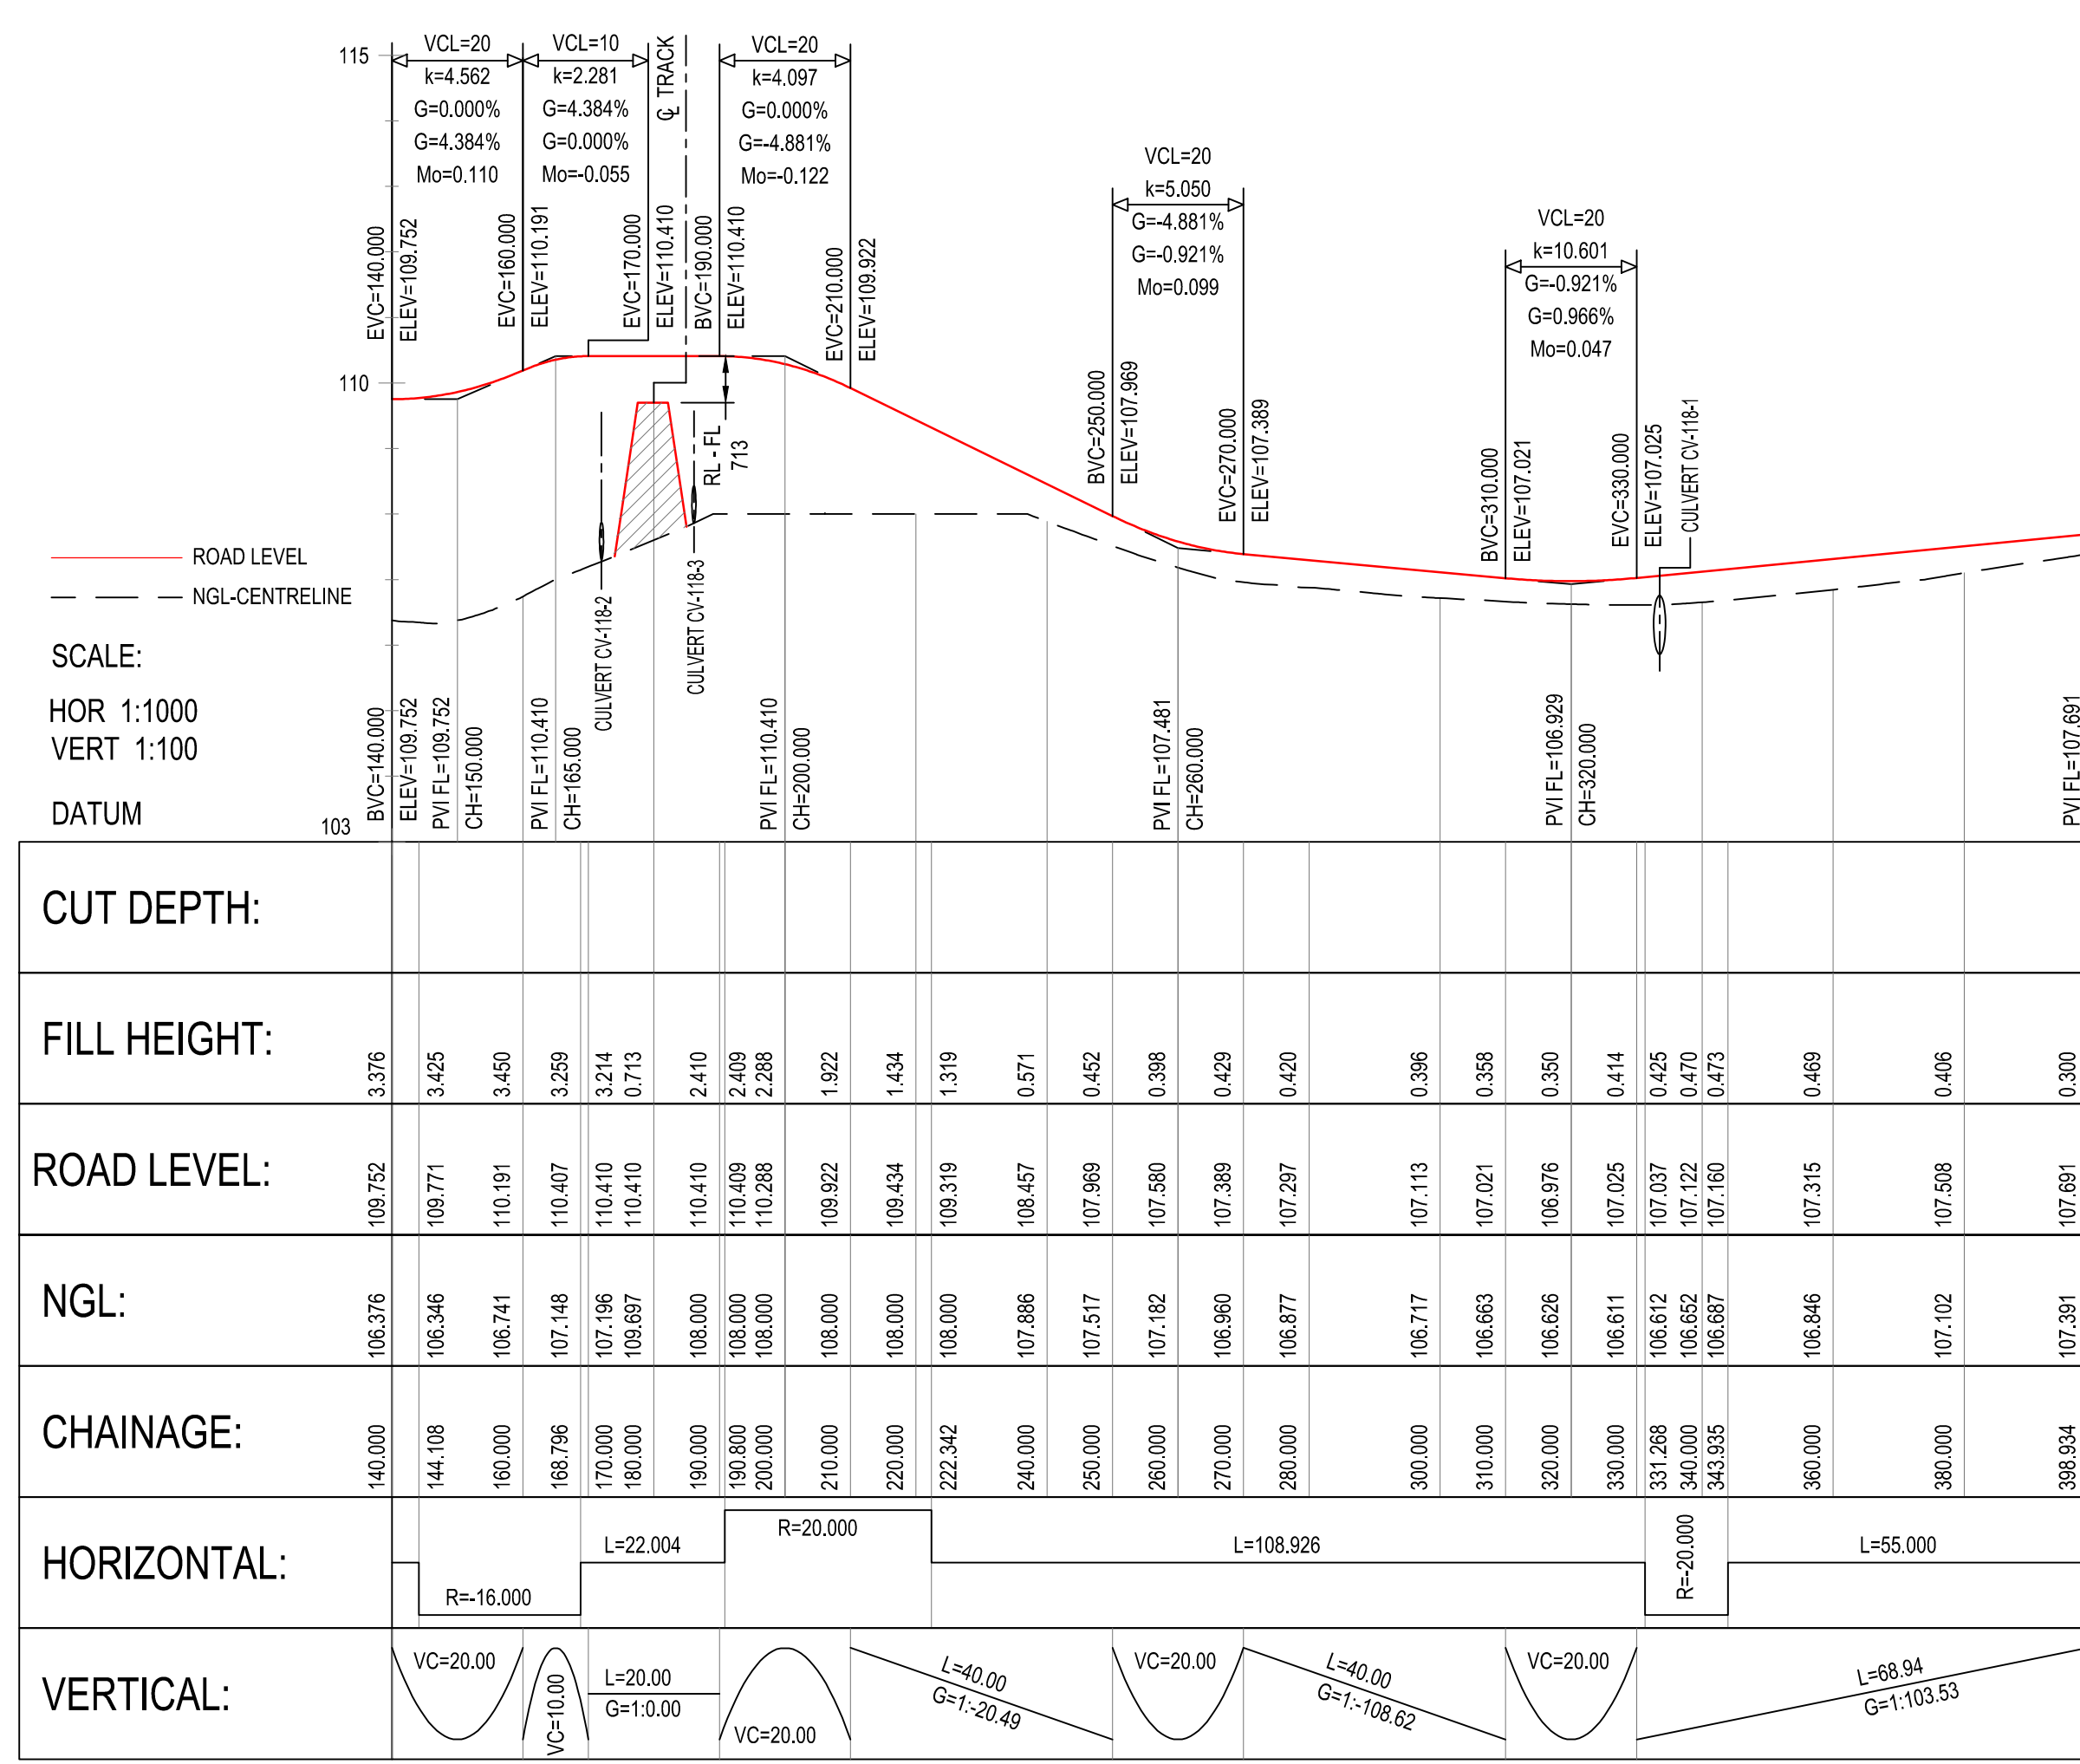 115
110
103
VCL=20
k=4.562
G=0.000%
G=4.384%
Mo=0.110
VCL=10
k=2.281
G=4.384%
G=0.000%
Mo=-0.055
℄ TRACK
VCL=20
k=4.097
G=0.000%
G=-4.881%
Mo=-0.122
VCL=20
k=5.050
G=-4.881%
G=-0.921%
Mo=0.099
VCL=20
k=10.601
G=-0.921%
G=0.966%
Mo=0.047
EVC=140.000
ELEV=109.752
EVC=160.000
ELEV=110.191
EVC=170.000
ELEV=110.410
BVC=190.000
ELEV=110.410
EVC=210.000
ELEV=109.922
BVC=250.000
ELEV=107.969
EVC=270.000
ELEV=107.389
BVC=310.000
ELEV=107.021
EVC=330.000
ELEV=107.025
CULVERT CV-118-1
RL - FL
713
CULVERT CV-118-2
CULVERT CV-118-3
ROAD LEVEL
NGL-CENTRELINE
SCALE:
HOR 1:1000
VERT 1:100
DATUM
BVC=140.000
ELEV=109.752
PVI FL=109.752
CH=150.000
PVI FL=110.410
CH=165.000
PVI FL=110.410
CH=200.000
PVI FL=107.481
CH=260.000
PVI FL=106.929
CH=320.000
PVI FL=107.691
CUT DEPTH:
FILL HEIGHT: 3.376 3.425 3.450 3.259 3.214 0.713 2.410 2.409 2.288 1.922 1.434 1.319 0.571 0.452 0.398 0.429 0.420 0.396 0.358 0.350 0.414 0.425 0.470 0.473 0.469 0.406 0.300
ROAD LEVEL: 109.752 109.771 110.191 110.407 110.410 110.410 110.410 110.409 110.288 109.922 109.434 109.319 108.457 107.969 107.580 107.389 107.297 107.113 107.021 106.976 107.025 107.037 107.122 107.160 107.315 107.508 107.691
NGL: 106.376 106.346 106.741 107.148 107.196 109.697 108.000 108.000 108.000 108.000 108.000 108.000 107.886 107.517 107.182 106.960 106.877 106.717 106.663 106.626 106.611 106.612 106.652 106.687 106.846 107.102 107.391
CHAINAGE: 140.000 144.108 160.000 168.796 170.000 180.000 190.000 190.800 200.000 210.000 220.000 222.342 240.000 250.000 260.000 270.000 280.000 300.000 310.000 320.000 330.000 331.268 340.000 343.935 360.000 380.000 398.934
HORIZONTAL: R=-16.000 L=22.004 R=20.000 L=108.926 R=-20.000 L=55.000
VERTICAL: VC=20.00 VC=10.00 L=20.00 G=1:0.00 VC=20.00 L=40.00 G=1:-20.49 VC=20.00 L=40.00 G=1:-108.62 VC=20.00 L=68.94 G=1:103.53